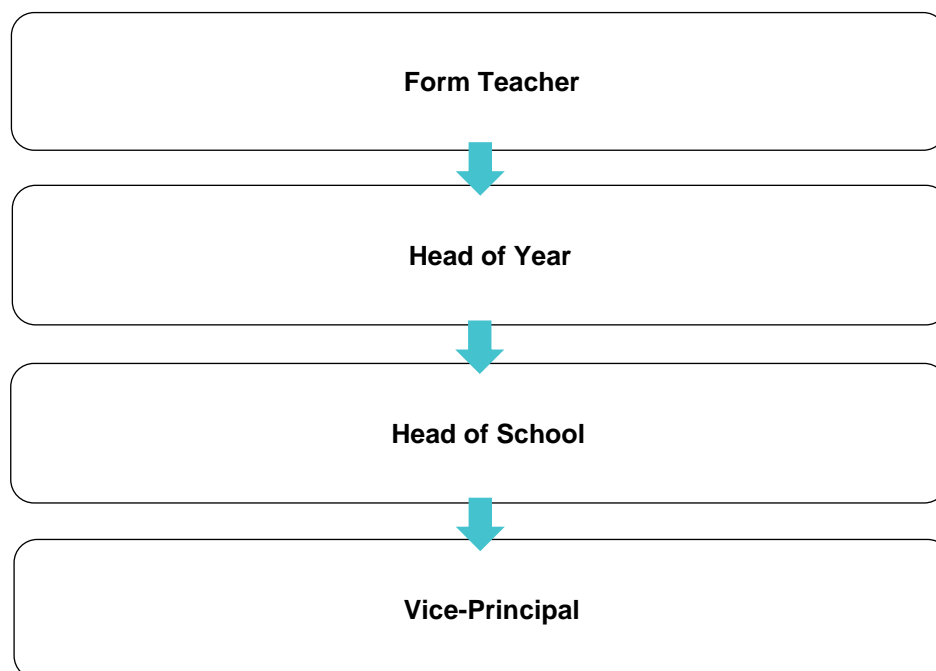 Form Teacher
Head of Year
Head of School
Vice-Principal